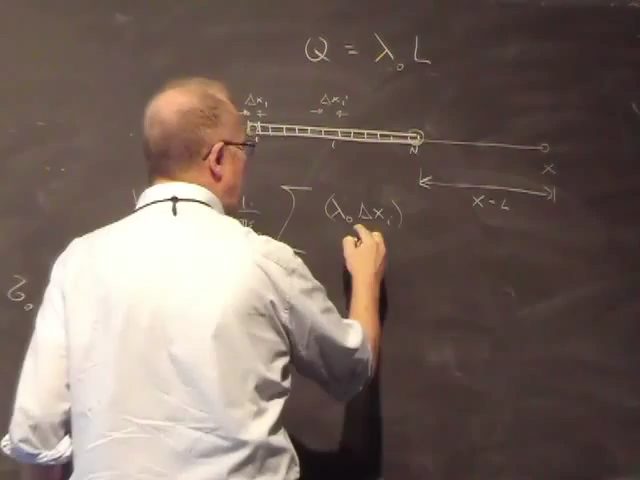 Q = λ₀ L
Δx₁ Δxᵢ
i N
x
x - L
∑ (λ₀ Δxᵢ)